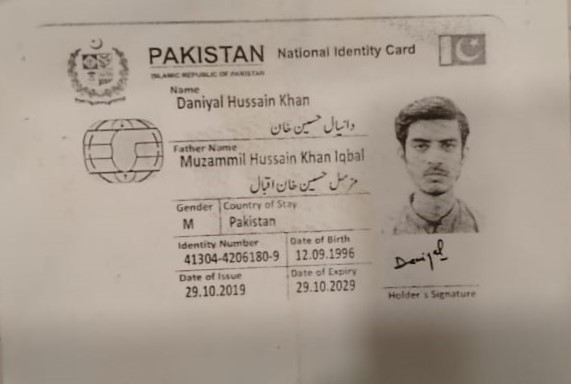 PAKISTAN National Identity Card
ISLAMIC REPUBLIC OF PAKISTAN
Name
Daniyal Hussain Khan
دانیال حسین خان
Father Name
Muzammil Hussain Khan Iqbal
مزمل حسین خان اقبال
Gender Country of Stay
M Pakistan
Identity Number Date of Birth
41304-4206180-9 12.09.1996
Date of Issue Date of Expiry
29.10.2019 29.10.2029
Daniyal
Holder's Signature